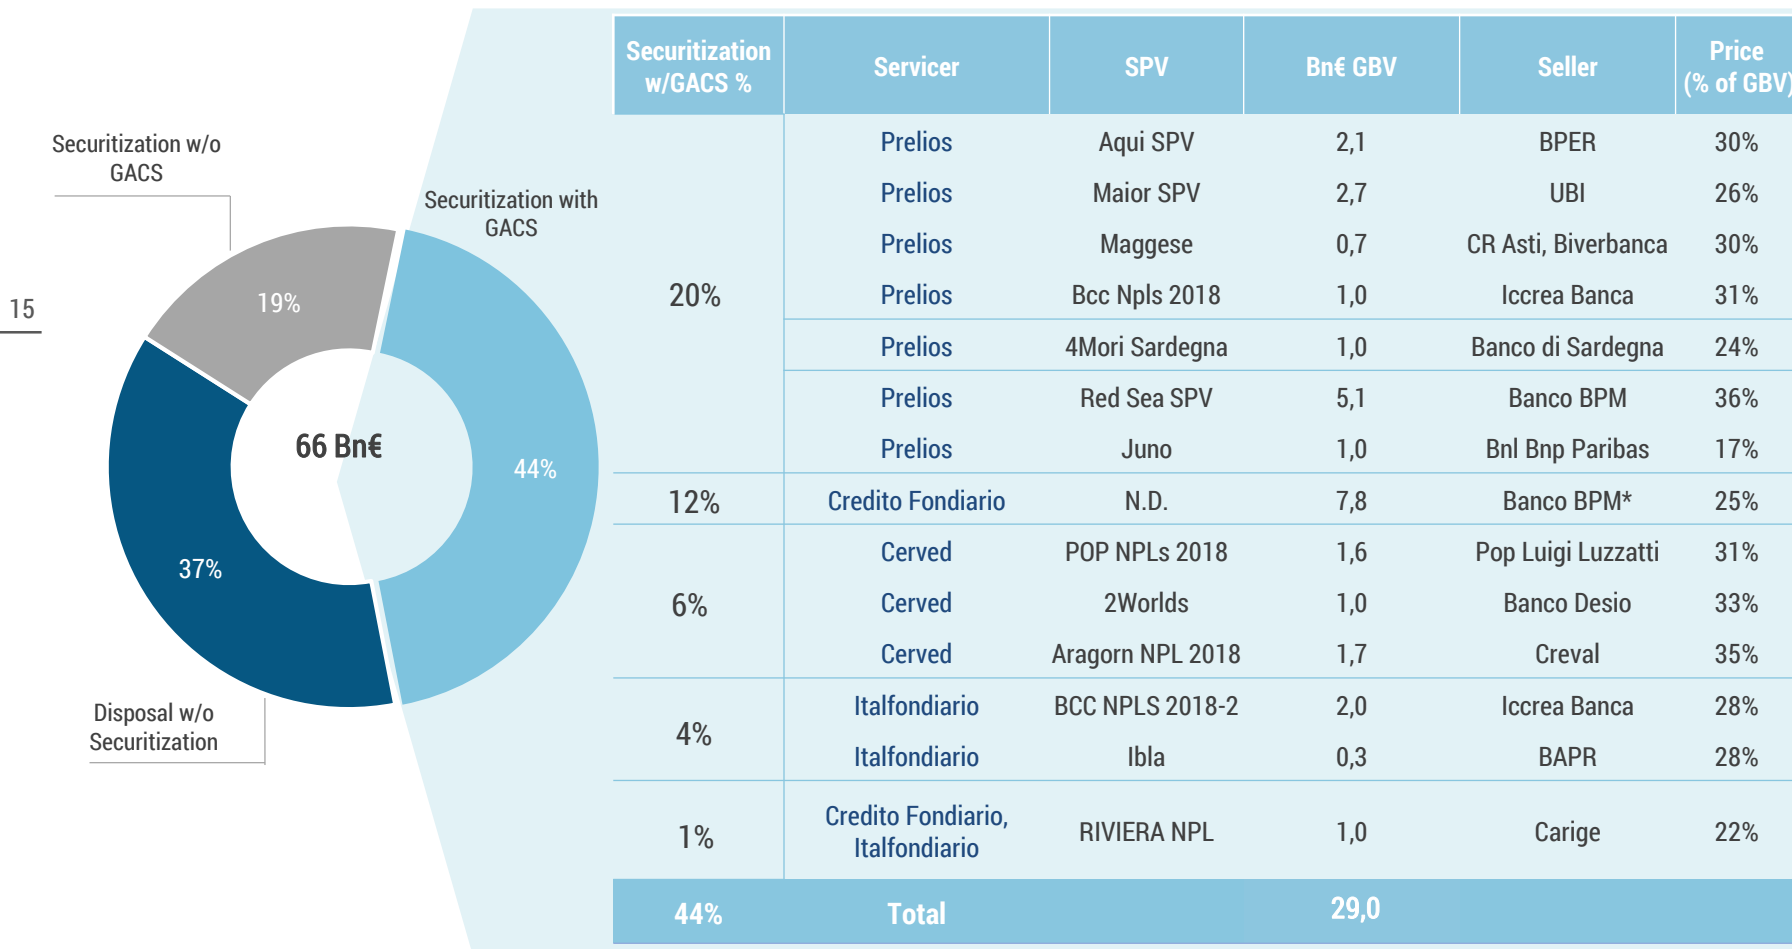 15
Securitization w/o
GACS
Securitization with
GACS
19%
44%
37%
66 Bn€
Disposal w/o
Securitization
Securitization
w/GACS %
Servicer
SPV
Bn€ GBV
Seller
Price
(% of GBV)
20%
Prelios Aqui SPV 2,1 BPER 30%
Prelios Maior SPV 2,7 UBI 26%
Prelios Maggese 0,7 CR Asti, Biverbanca 30%
Prelios Bcc Npls 2018 1,0 Iccrea Banca 31%
Prelios 4Mori Sardegna 1,0 Banco di Sardegna 24%
Prelios Red Sea SPV 5,1 Banco BPM 36%
Prelios Juno 1,0 Bnl Bnp Paribas 17%
12% Credito Fondiario N.D. 7,8 Banco BPM* 25%
6%
Cerved POP NPLs 2018 1,6 Pop Luigi Luzzatti 31%
Cerved 2Worlds 1,0 Banco Desio 33%
Cerved Aragorn NPL 2018 1,7 Creval 35%
4%
Italfondiario BCC NPLS 2018-2 2,0 Iccrea Banca 28%
Italfondiario Ibla 0,3 BAPR 28%
1%
Credito Fondiario,
Italfondiario
RIVIERA NPL 1,0 Carige 22%
44% Total 29,0